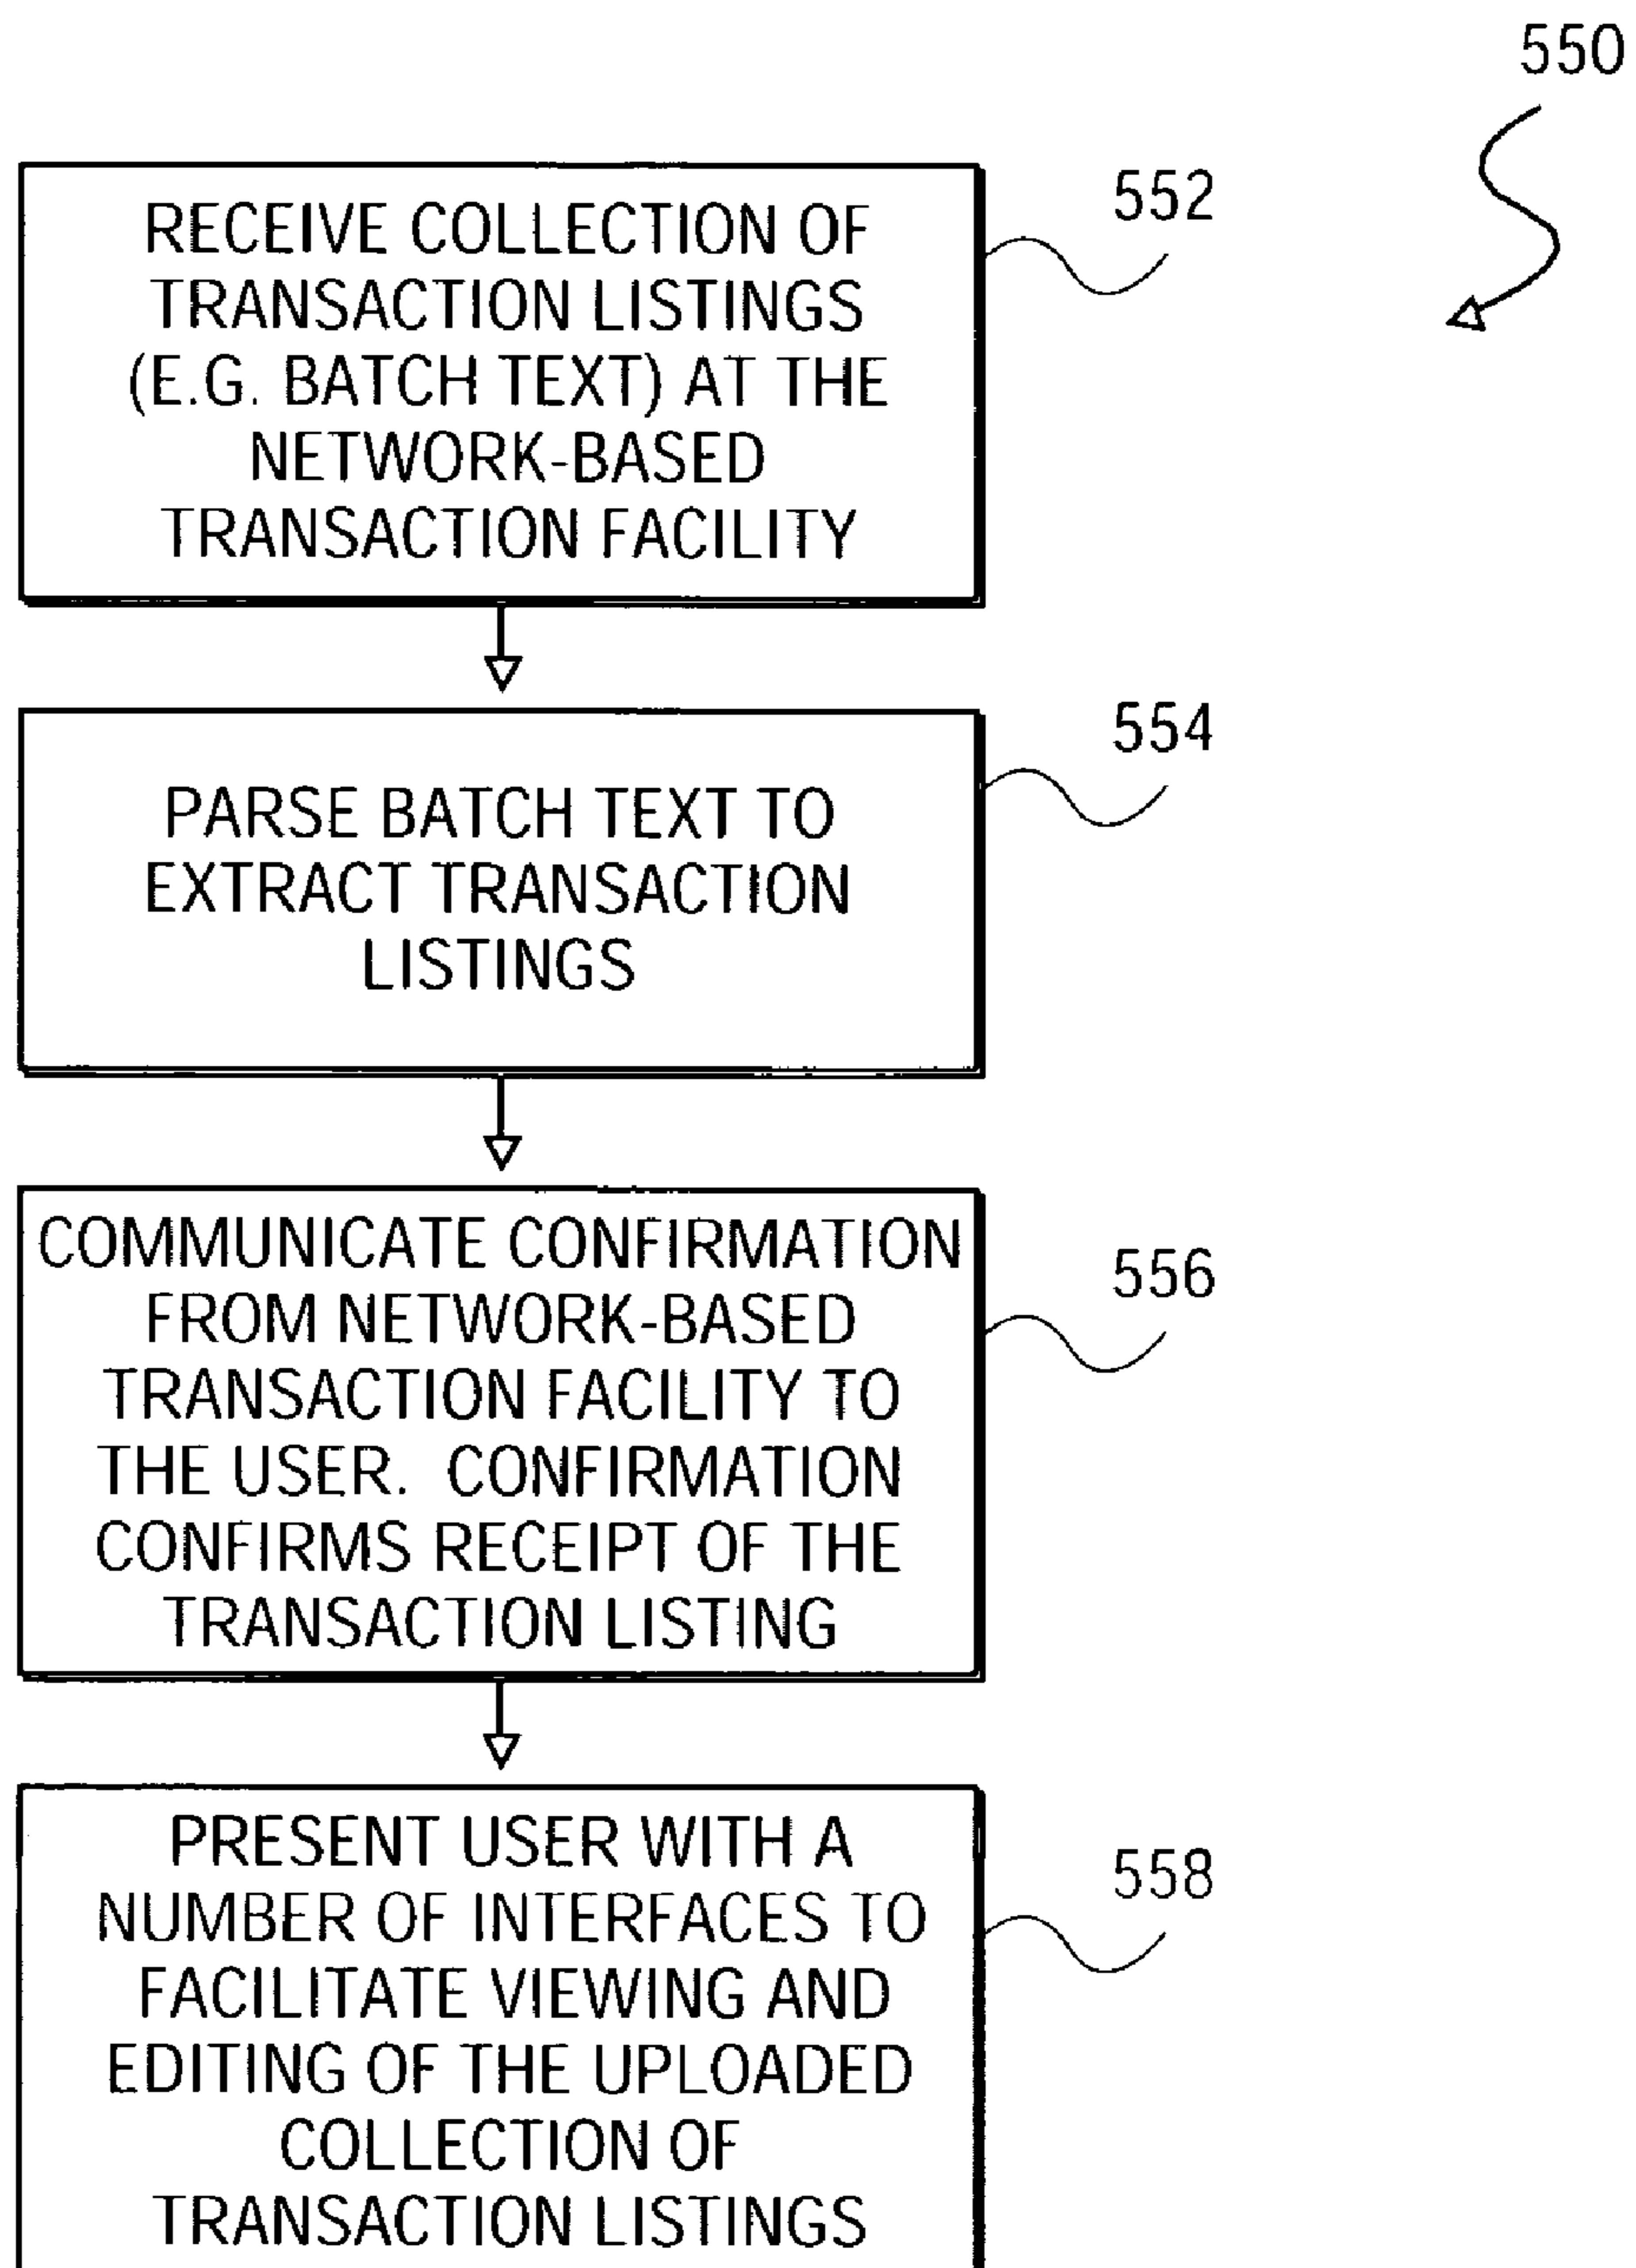 550
RECEIVE COLLECTION OF
TRANSACTION LISTINGS
(E.G. BATCH TEXT) AT THE
NETWORK-BASED
TRANSACTION FACILITY
552
PARSE BATCH TEXT TO
EXTRACT TRANSACTION
LISTINGS
554
COMMUNICATE CONFIRMATION
FROM NETWORK-BASED
TRANSACTION FACILITY TO
THE USER. CONFIRMATION
CONFIRMS RECEIPT OF THE
TRANSACTION LISTING
556
PRESENT USER WITH A
NUMBER OF INTERFACES TO
FACILITATE VIEWING AND
EDITING OF THE UPLOADED
COLLECTION OF
TRANSACTION LISTINGS
558